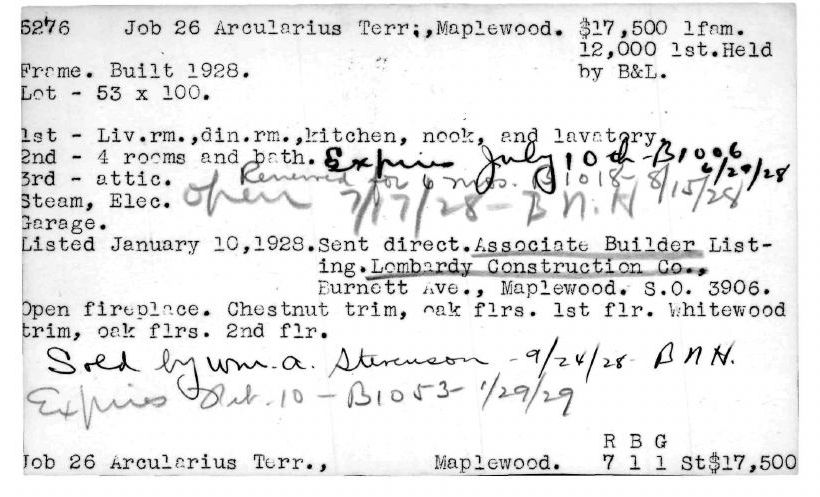 5276 Job 26 Arcularius Terr.,Maplewood. $17,500 1fam.
12,000 1st.Held
by B&L.
Frame. Built 1928.
Lot - 53 x 100.
1st - Liv.rm.,din.rm.,kitchen, nook, and lavatory.
2nd - 4 rooms and bath. Expires July 10th - B1006 6/29/28
3rd - attic. Renewed for 6 mos. B1018 - 8/15/28
Steam, Elec. open 7/17/28 - B.N.H
Garage.
Listed January 10,1928.Sent direct.Associate Builder List-
ing.Lombardy Construction Co.,
Burnett Ave., Maplewood. S.O. 3906.
Open fireplace. Chestnut trim, oak flrs. 1st flr. Whitewood
trim, oak flrs. 2nd flr.
Sold by Wm. A. Stevenson - 9/24/28 - B N H.
Expires 10 - B1053 - 1/29/29
R B G
Job 26 Arcularius Terr., Maplewood. 7 1 1 St$17,500